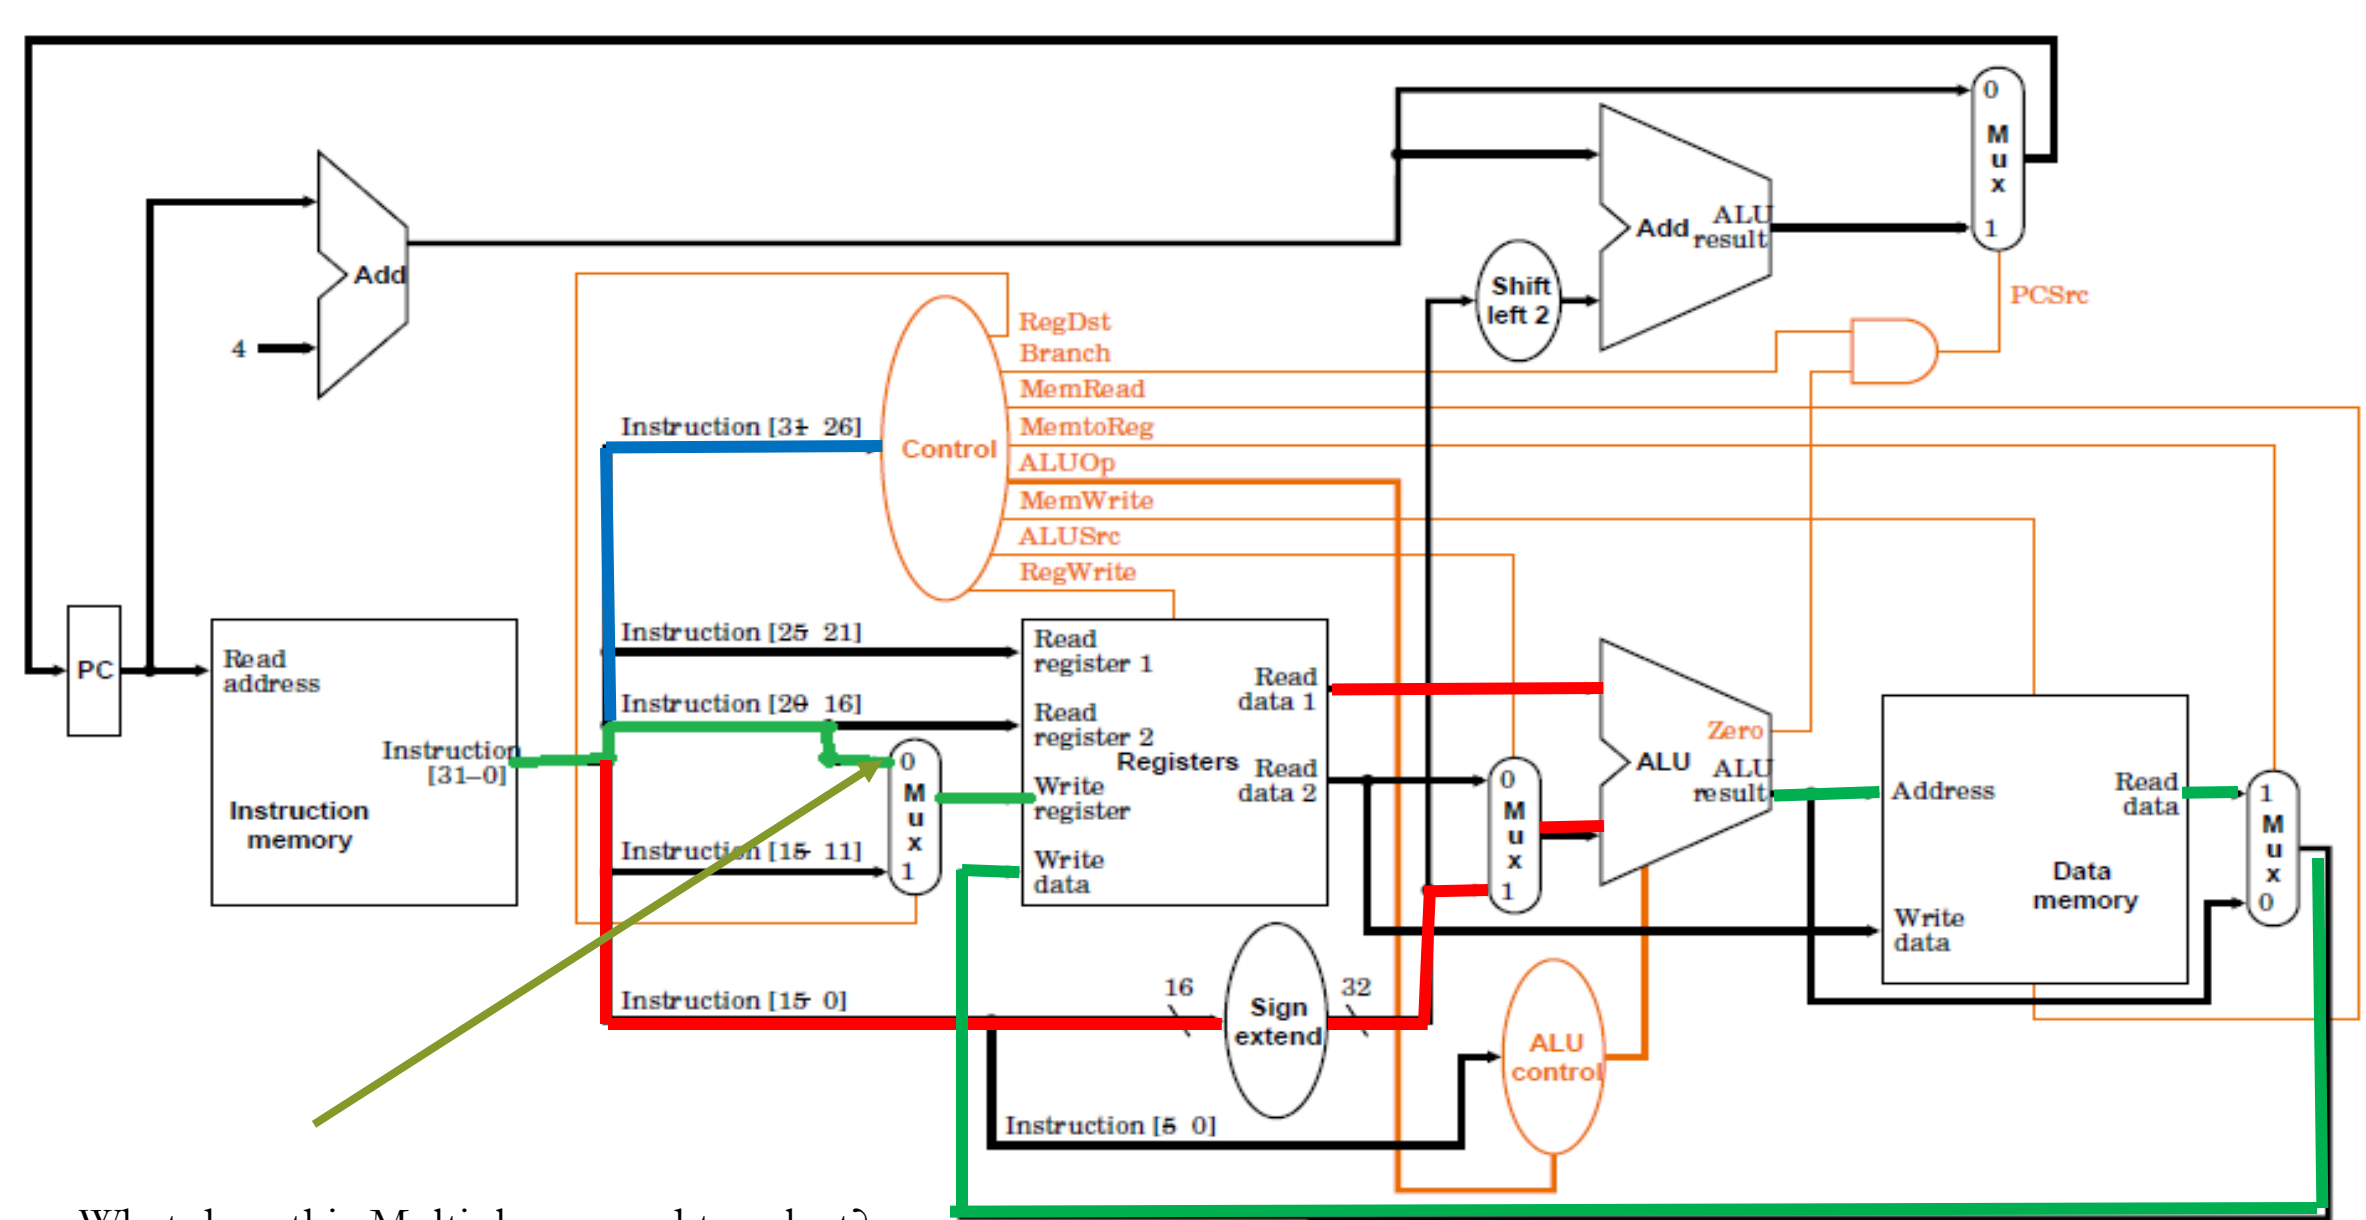 0
M
u
x
1
Add
ALU
result
Add
Shift
left 2
PCSrc
4
RegDst
Branch
MemRead
MemtoReg
ALUOp
MemWrite
ALUSrc
RegWrite
Control
Instruction [31 26]
Instruction [25 21]
Instruction [20 16]
Instruction [15 11]
Instruction [15 0]
Instruction [5 0]
PC
Read
address
Instruction
[31–0]
Instruction
memory
0
M
u
x
1
Read
register 1
Read
register 2
Write
register
Write
data
Registers
Read
data 1
Read
data 2
16
Sign
extend
32
0
M
u
x
1
Zero
ALU
ALU
result
ALU
control
Address
Read
data
Write
data
Data
memory
1
M
u
x
0